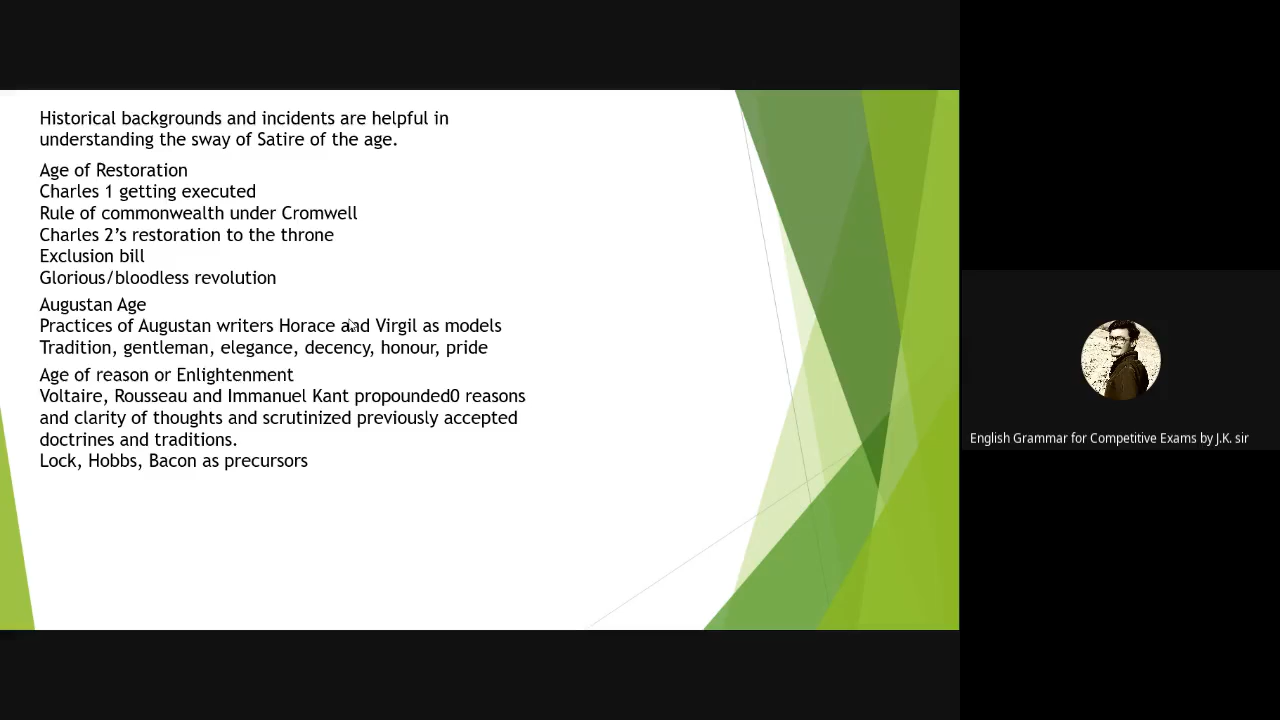 Historical backgrounds and incidents are helpful in
understanding the sway of Satire of the age.
Age of Restoration
Charles 1 getting executed
Rule of commonwealth under Cromwell
Charles 2’s restoration to the throne
Exclusion bill
Glorious/bloodless revolution
Augustan Age
Practices of Augustan writers Horace and Virgil as models
Tradition, gentleman, elegance, decency, honour, pride
Age of reason or Enlightenment
Voltaire, Rousseau and Immanuel Kant propounded0 reasons
and clarity of thoughts and scrutinized previously accepted
doctrines and traditions.
Lock, Hobbs, Bacon as precursors
English Grammar for Competitive Exams by J.K. sir